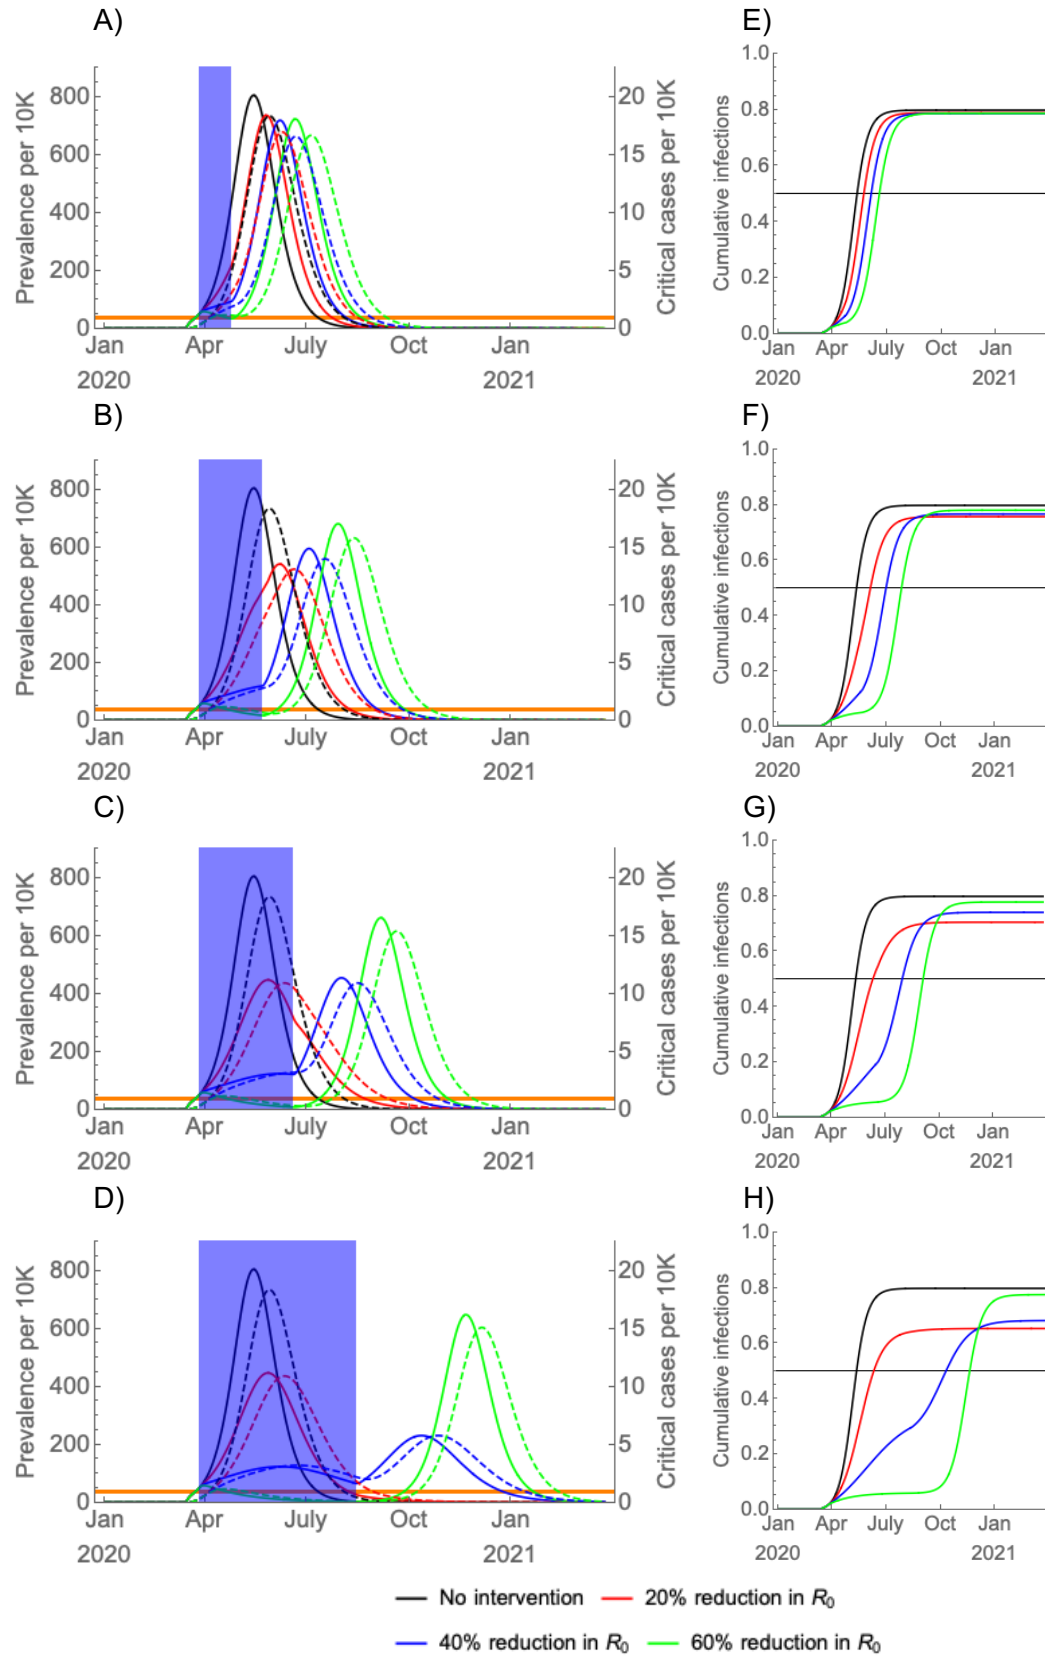 A)
Prevalence per 10K
800
600
400
200
0
20
15
10
5
0
Critical cases per 10K
Jan
Apr
July
Oct
Jan
2020
2021
E)
Cumulative infections
1.0
0.8
0.6
0.4
0.2
0.0
Jan
Apr
July
Oct
Jan
2020
2021
B)
Prevalence per 10K
800
600
400
200
0
20
15
10
5
0
Critical cases per 10K
Jan
Apr
July
Oct
Jan
2020
2021
F)
Cumulative infections
1.0
0.8
0.6
0.4
0.2
0.0
Jan
Apr
July
Oct
Jan
2020
2021
C)
Prevalence per 10K
800
600
400
200
0
20
15
10
5
0
Critical cases per 10K
Jan
Apr
July
Oct
Jan
2020
2021
G)
Cumulative infections
1.0
0.8
0.6
0.4
0.2
0.0
Jan
Apr
July
Oct
Jan
2020
2021
D)
Prevalence per 10K
800
600
400
200
0
20
15
10
5
0
Critical cases per 10K
Jan
Apr
July
Oct
Jan
2020
2021
H)
Cumulative infections
1.0
0.8
0.6
0.4
0.2
0.0
Jan
Apr
July
Oct
Jan
2020
2021
No intervention
20% reduction in R₀
40% reduction in R₀
60% reduction in R₀